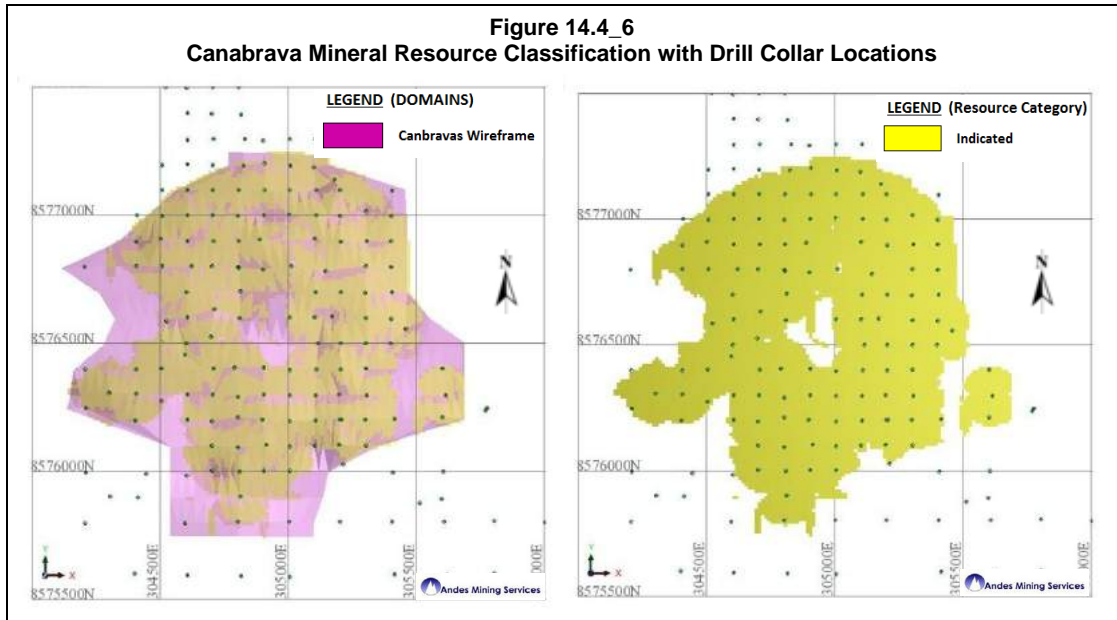 Figure 14.4_6
Canabrava Mineral Resource Classification with Drill Collar Locations
LEGEND (DOMAINS)
Canbravas Wireframe
8577000N
8576500N
8576000N
8575500N
304500E
305000E
305500E
N
Y
X
Andes Mining Services
LEGEND (Resource Category)
Indicated
8577000N
8576500N
8576000N
8575500N
304500E
305000E
305500E
N
Y
X
Andes Mining Services